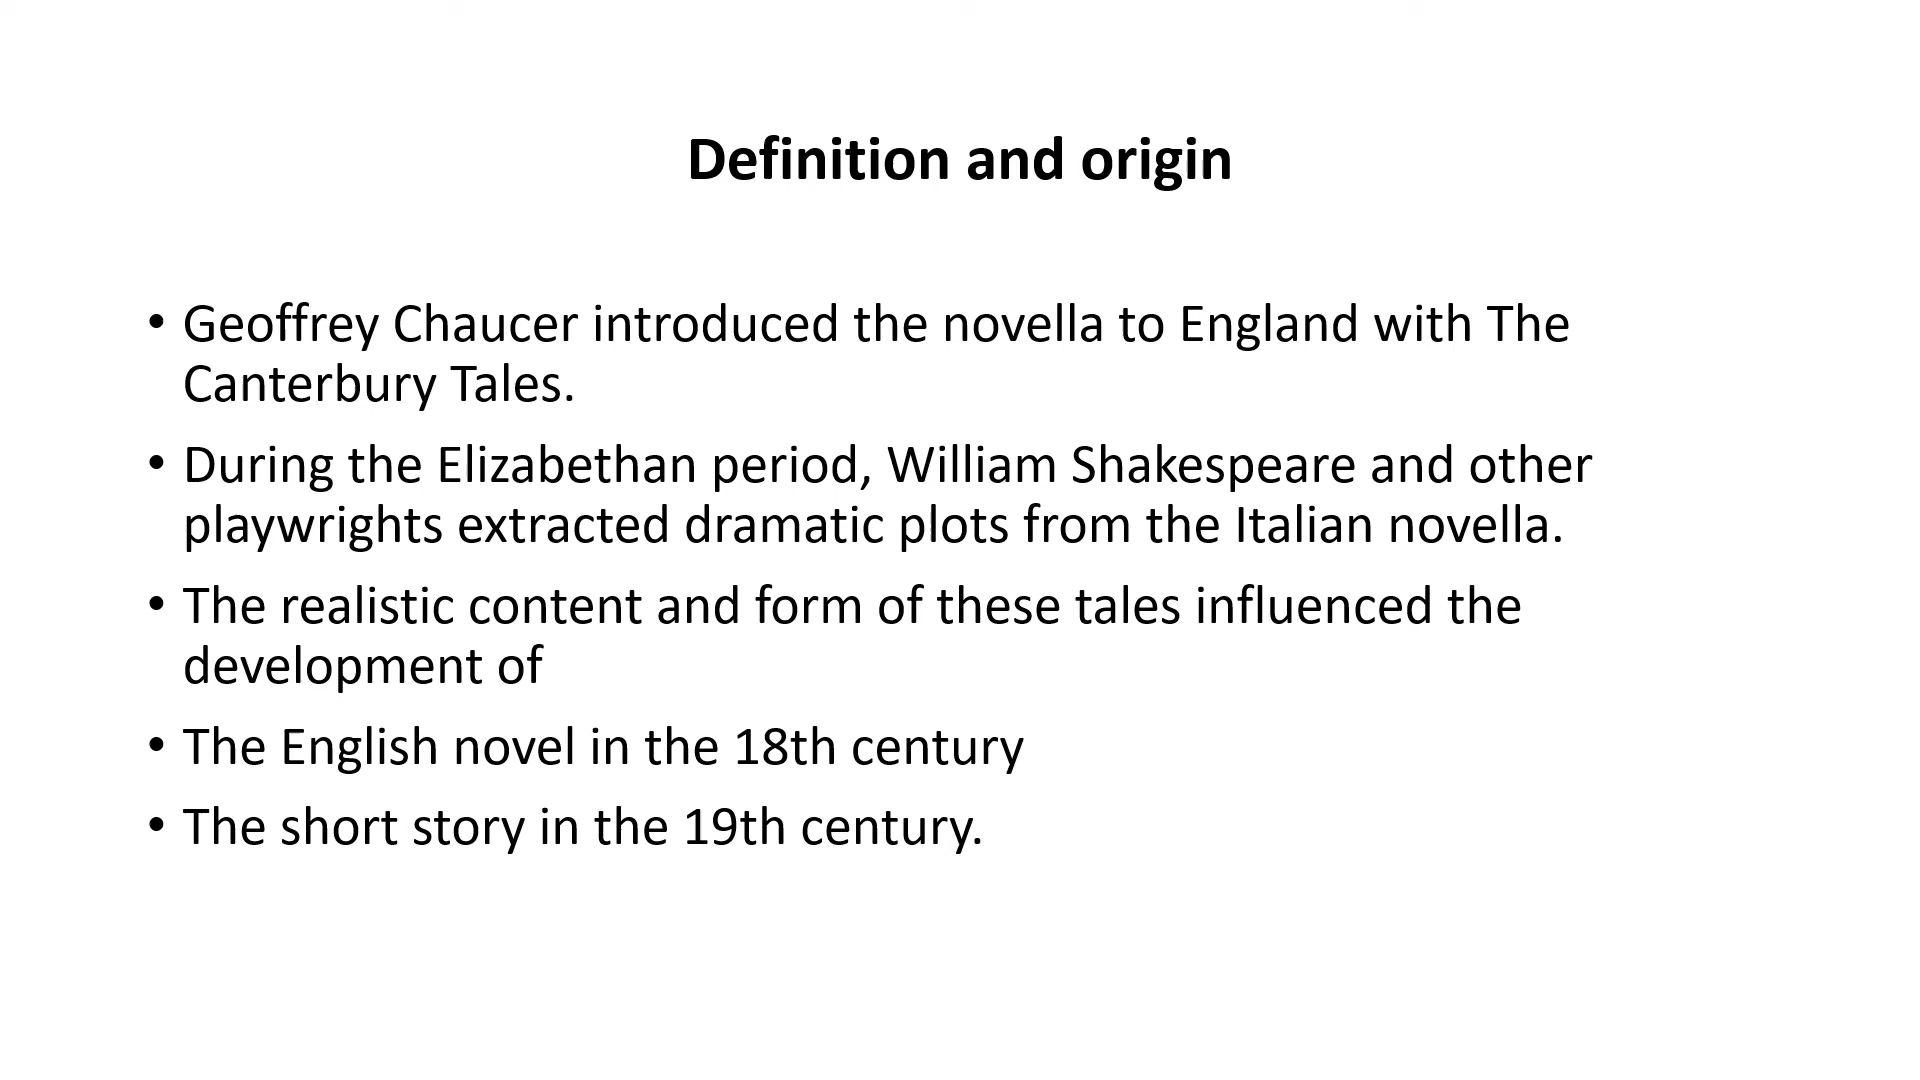 Definition and origin
• Geoffrey Chaucer introduced the novella to England with The
Canterbury Tales.
• During the Elizabethan period, William Shakespeare and other
playwrights extracted dramatic plots from the Italian novella.
• The realistic content and form of these tales influenced the
development of
• The English novel in the 18th century
• The short story in the 19th century.